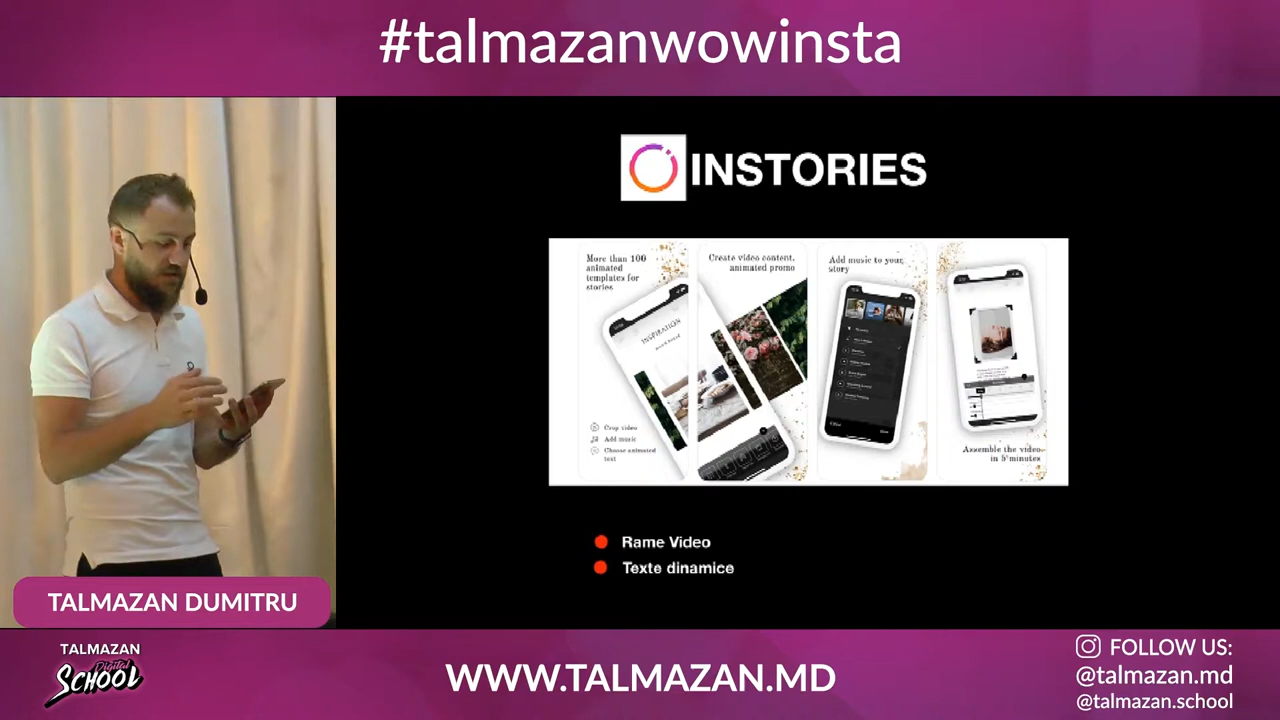 #talmazanwowinsta
INSTORIES
More than 100
animated
templates for
stories
Create video content,
animated promo
Add music to your
story
INSPIRATION
Crop video
Add music
Choose animated
text
Assemble the video
in 5 minutes
Rame Video
Texte dinamice
TALMAZAN DUMITRU
TALMAZAN
Digital
SCHOOL
WWW.TALMAZAN.MD
FOLLOW US:
@talmazan.md
@talmazan.school